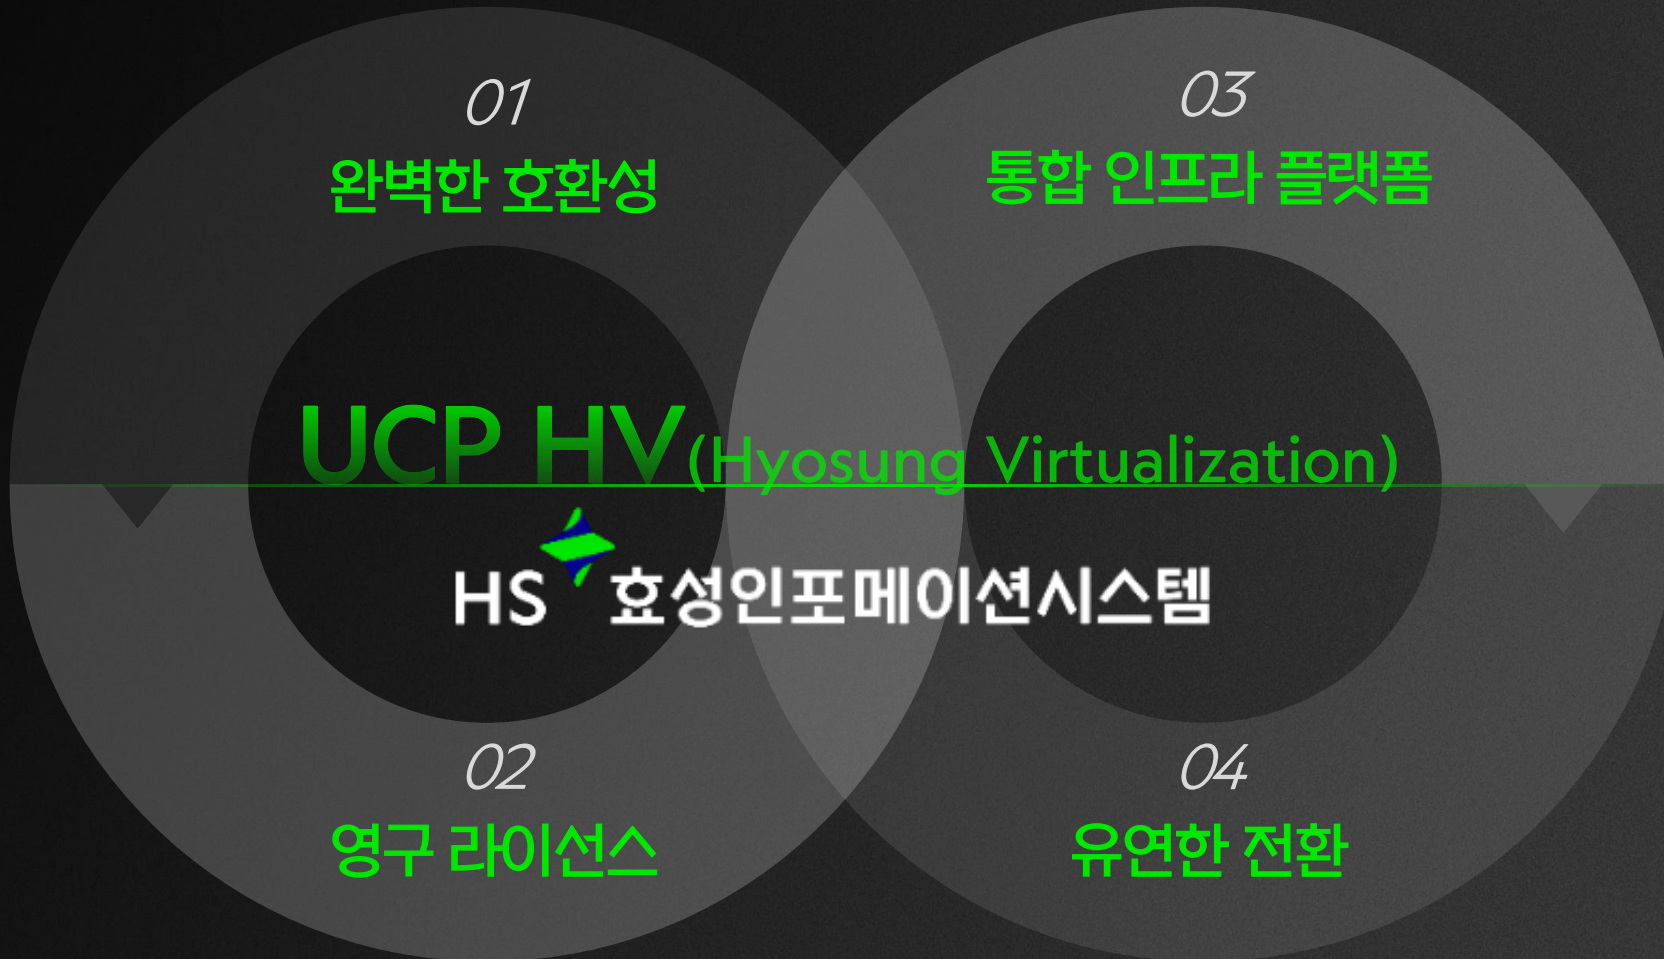 01
완벽한 호환성
03
통합 인프라 플랫폼
UCP HV(Hyosung Virtualization)
HS효성인포메이션시스템
02
영구 라이선스
04
유연한 전환